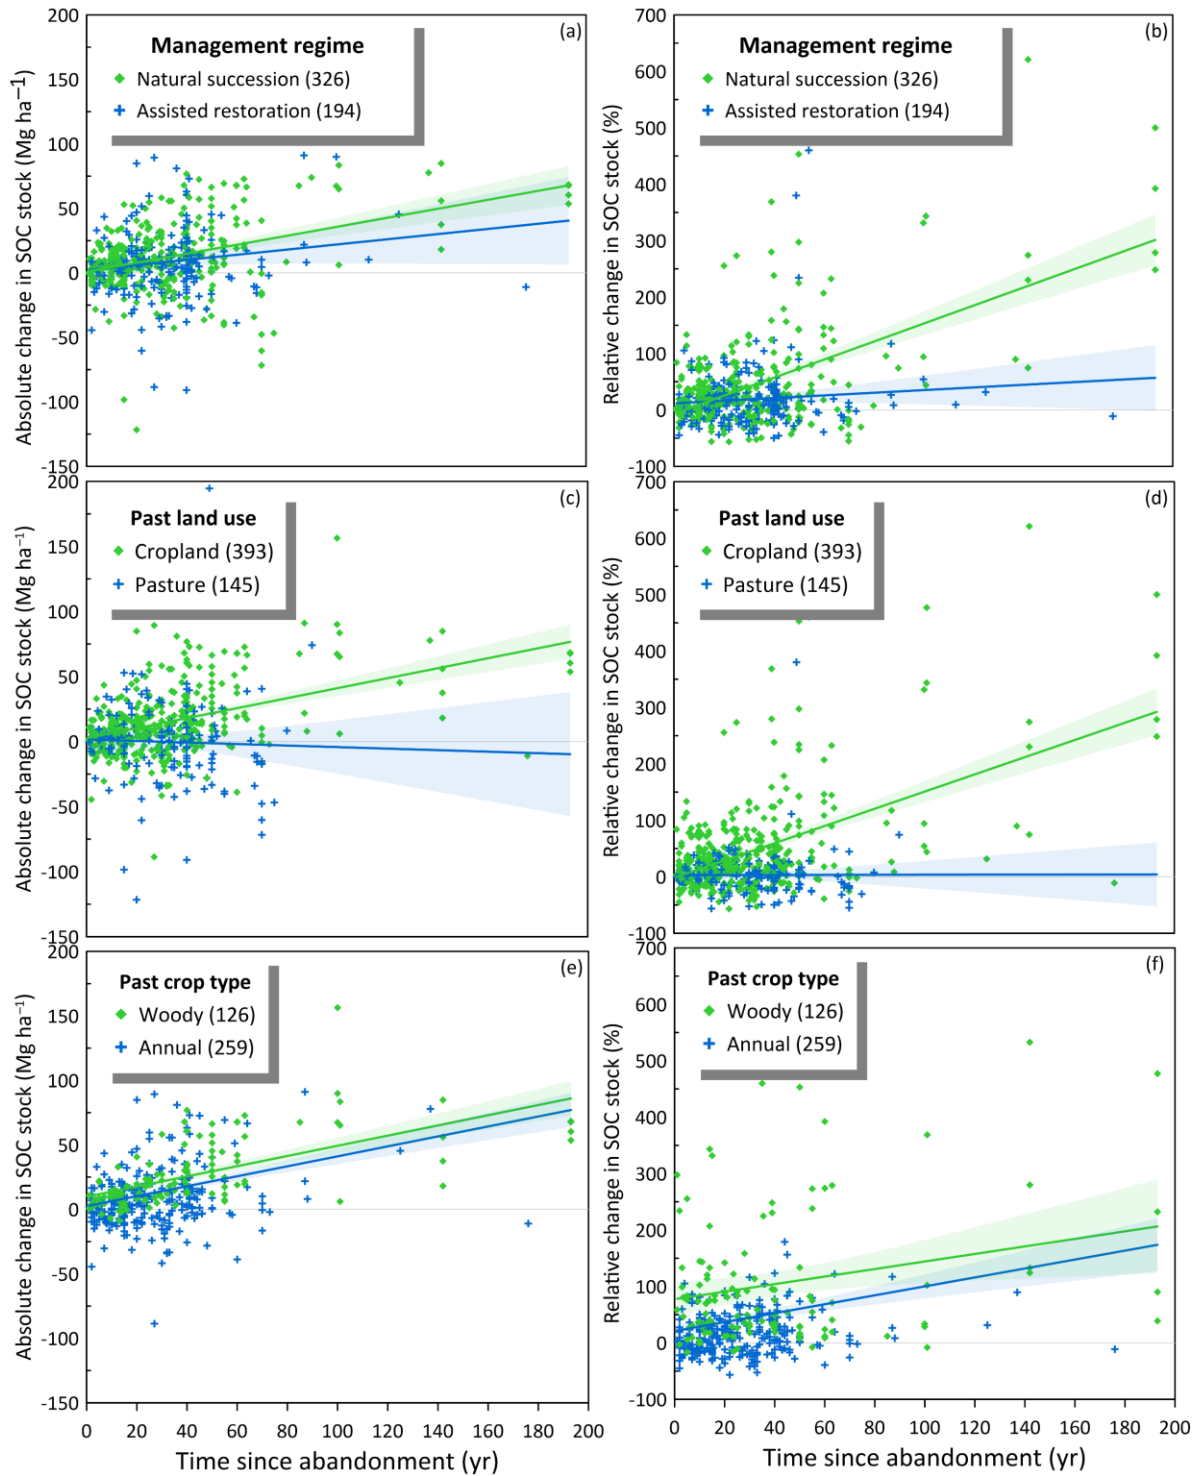 (a)
Management regime
Natural succession (326)
Assisted restoration (194)
Absolute change in SOC stock (Mg ha⁻¹)
200
150
100
50
0
-50
-100
-150
(b)
Management regime
Natural succession (326)
Assisted restoration (194)
Relative change in SOC stock (%)
700
600
500
400
300
200
100
0
-100
(c)
Past land use
Cropland (393)
Pasture (145)
Absolute change in SOC stock (Mg ha⁻¹)
200
150
100
50
0
-50
-100
-150
(d)
Past land use
Cropland (393)
Pasture (145)
Relative change in SOC stock (%)
700
600
500
400
300
200
100
0
-100
(e)
Past crop type
Woody (126)
Annual (259)
Absolute change in SOC stock (Mg ha⁻¹)
200
150
100
50
0
-50
-100
-150
0 20 40 60 80 100 120 140 160 180 200
Time since abandonment (yr)
(f)
Past crop type
Woody (126)
Annual (259)
Relative change in SOC stock (%)
700
600
500
400
300
200
100
0
-100
0 20 40 60 80 100 120 140 160 180 200
Time since abandonment (yr)